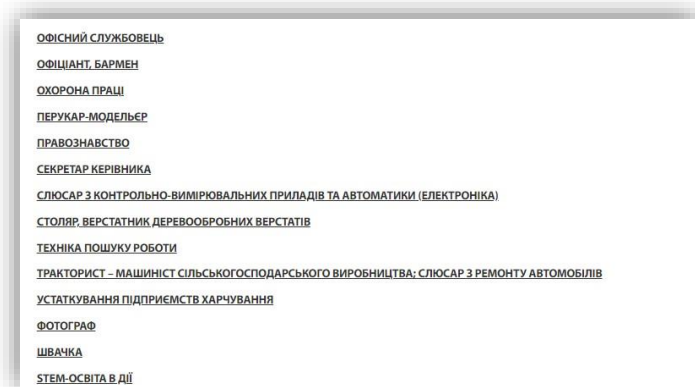 ОФІСНИЙ СЛУЖБОВЕЦЬ
ОФІЦІАНТ, БАРМЕН
ОХОРОНА ПРАЦІ
ПЕРУКАР-МОДЕЛЬЄР
ПРАВОЗНАВСТВО
СЕКРЕТАР КЕРІВНИКА
СЛЮСАР З КОНТРОЛЬНО-ВИМІРЮВАЛЬНИХ ПРИЛАДІВ ТА АВТОМАТИКИ (ЕЛЕКТРОНІКА)
СТОЛЯР, ВЕРСТАТНИК ДЕРЕВООБРОБНИХ ВЕРСТАТІВ
ТЕХНІКА ПОШУКУ РОБОТИ
ТРАКТОРИСТ – МАШИНІСТ СІЛЬСЬКОГОСПОДАРСЬКОГО ВИРОБНИЦТВА; СЛЮСАР З РЕМОНТУ АВТОМОБІЛІВ
УСТАТКУВАННЯ ПІДПРИЄМСТВ ХАРЧУВАННЯ
ФОТОГРАФ
ШВАЧКА
STEM-ОСВІТА В ДІЇ